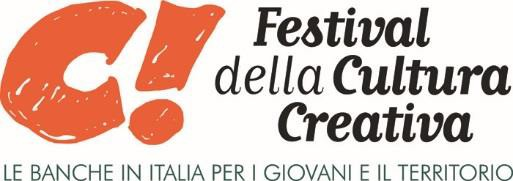 C!
Festival
della Cultura
Creativa
LE BANCHE IN ITALIA PER I GIOVANI E IL TERRITORIO